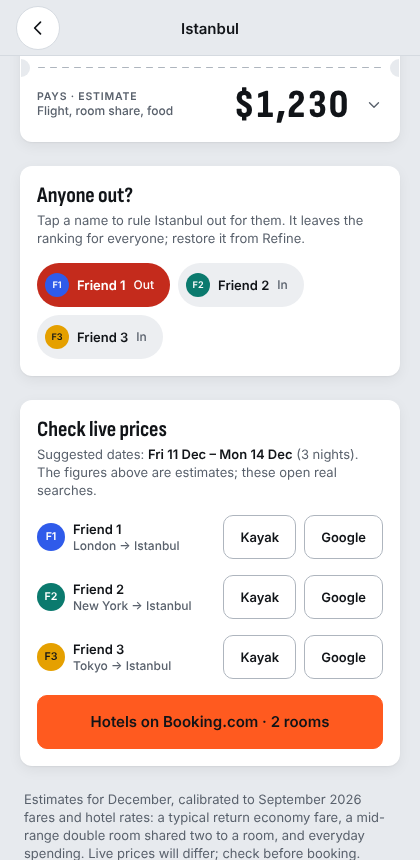 Istanbul
PAYS · ESTIMATE
Flight, room share, food
$1,230
Anyone out?
Tap a name to rule Istanbul out for them. It leaves the
ranking for everyone; restore it from Refine.
F1 Friend 1 Out
F2 Friend 2 In
F3 Friend 3 In
Check live prices
Suggested dates: Fri 11 Dec – Mon 14 Dec (3 nights).
The figures above are estimates; these open real
searches.
F1 Friend 1
London → Istanbul
Kayak
Google
F2 Friend 2
New York → Istanbul
Kayak
Google
F3 Friend 3
Tokyo → Istanbul
Kayak
Google
Hotels on Booking.com · 2 rooms
Estimates for December, calibrated to September 2026
fares and hotel rates: a typical return economy fare, a mid-
range double room shared two to a room, and everyday
spending. Live prices will differ; check before booking.